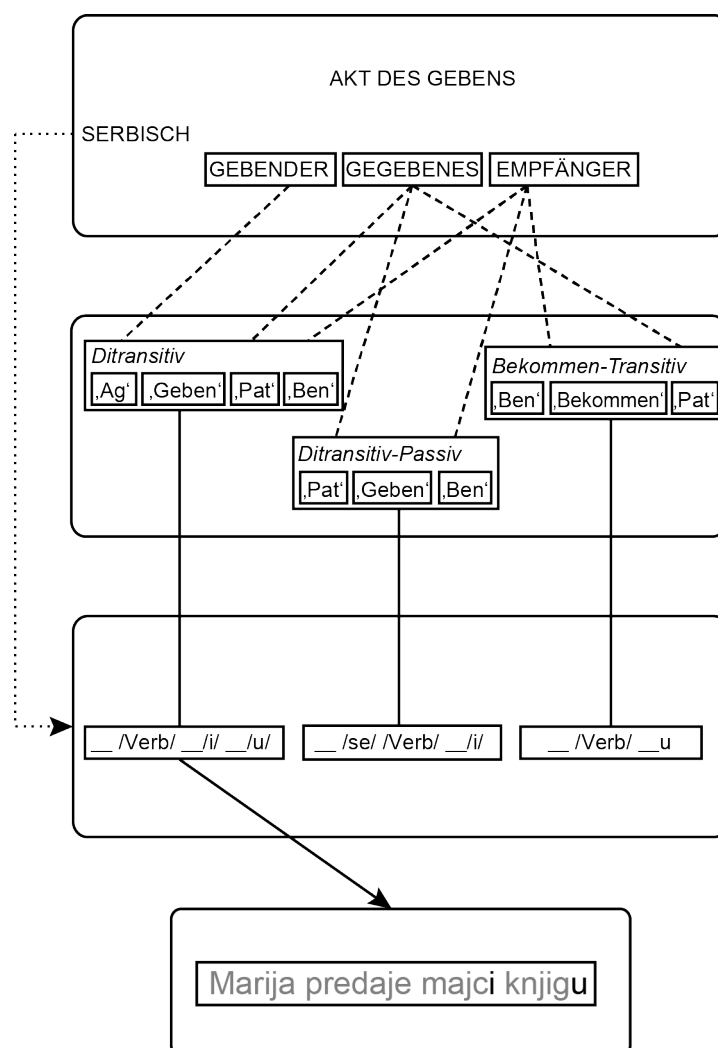 AKT DES GEBENS
SERBISCH
GEBENDER GEGEBENES EMPFÄNGER
Ditransitiv
‚Ag‘ ‚Geben‘ ‚Pat‘ ‚Ben‘
Bekommen-Transitiv
‚Ben‘ ‚Bekommen‘ ‚Pat‘
Ditransitiv-Passiv
‚Pat‘ ‚Geben‘ ‚Ben‘
__ /Verb/ __/i/ __/u/
__ /se/ /Verb/ __/i/
__ /Verb/ __u
Marija predaje majci knjigu